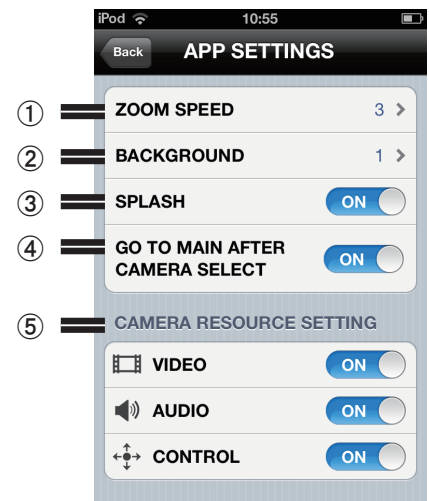 iPod 10:55
Back APP SETTINGS
① ZOOM SPEED 3 >
② BACKGROUND 1 >
③ SPLASH ON
④ GO TO MAIN AFTER
CAMERA SELECT ON
⑤ CAMERA RESOURCE SETTING
VIDEO ON
AUDIO ON
CONTROL ON